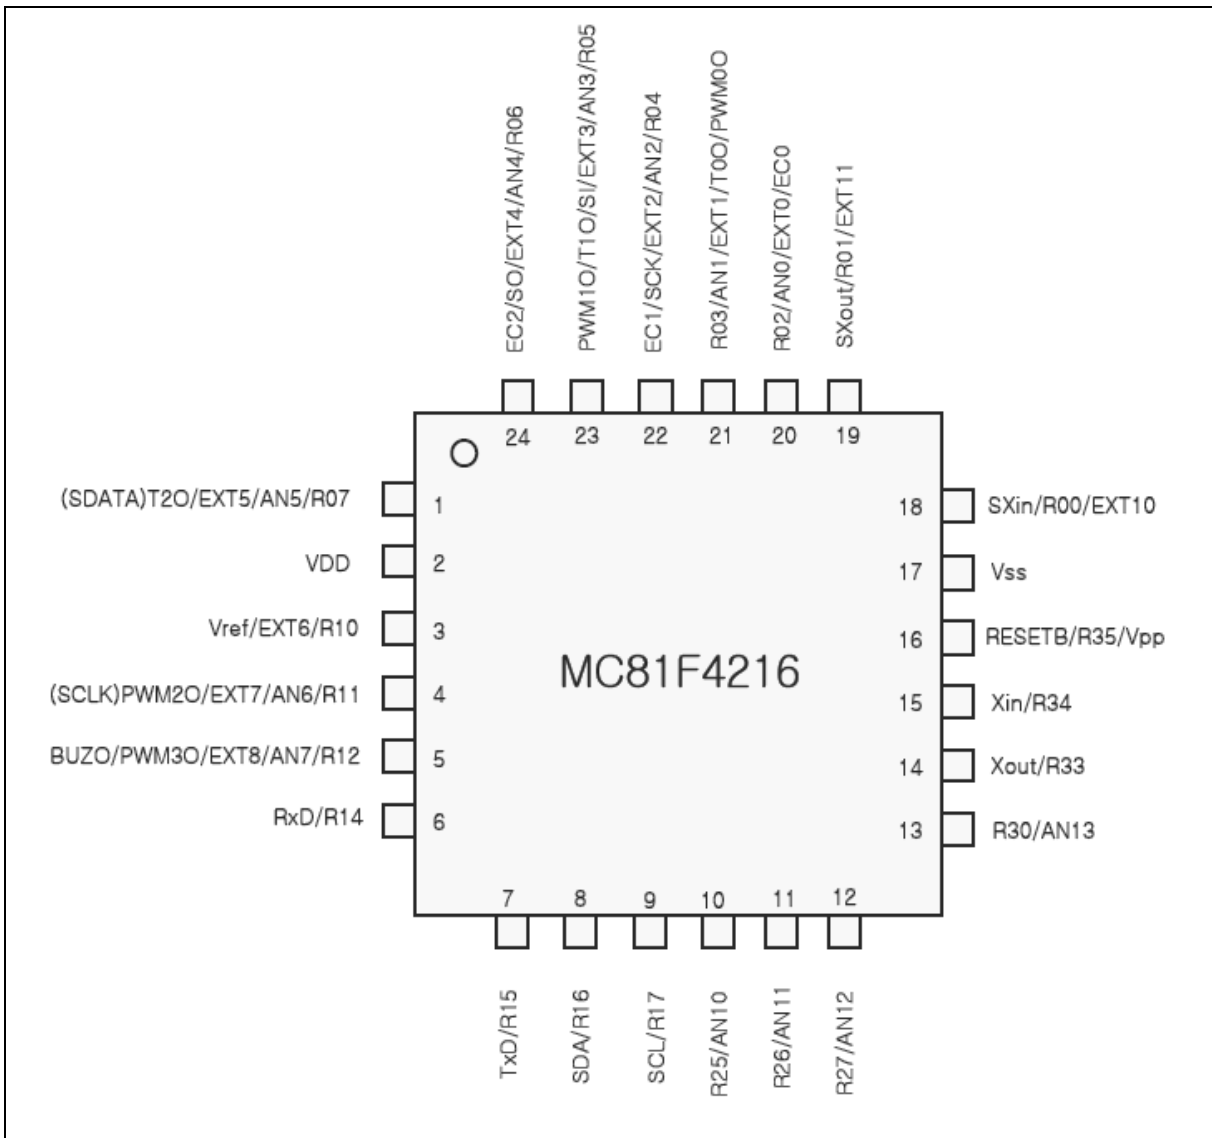 EC2/SO/EXT4/AN4/R06
PWM1O/T1O/SI/EXT3/AN3/R05
EC1/SCK/EXT2/AN2/R04
R03/AN1/EXT1/T0O/PWM0O
R02/AN0/EXT0/EC0
SXout/R01/EXT11
24
23
22
21
20
19
(SDATA)T2O/EXT5/AN5/R07
1
VDD
2
Vref/EXT6/R10
3
(SCLK)PWM2O/EXT7/AN6/R11
4
BUZO/PWM3O/EXT8/AN7/R12
5
RxD/R14
6
MC81F4216
18
SXin/R00/EXT10
17
Vss
16
RESETB/R35/Vpp
15
Xin/R34
14
Xout/R33
13
R30/AN13
7
8
9
10
11
12
TxD/R15
SDA/R16
SCL/R17
R25/AN10
R26/AN11
R27/AN12